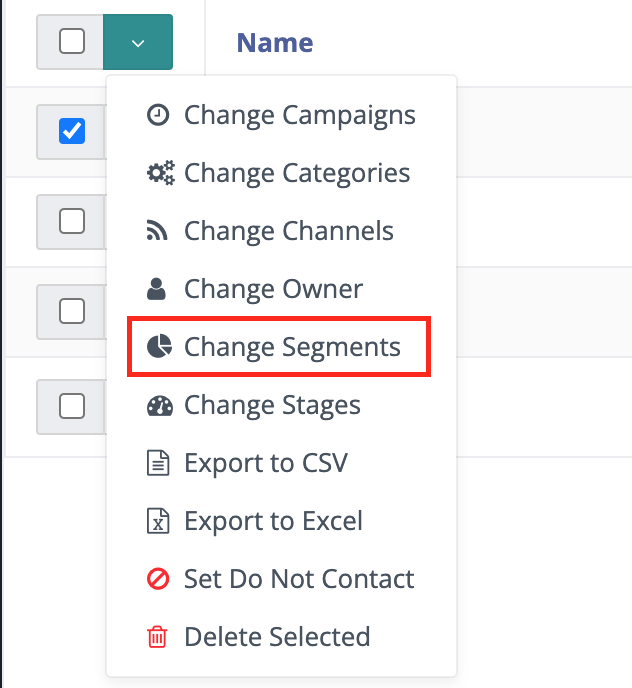 Name
Change Campaigns
Change Categories
Change Channels
Change Owner
Change Segments
Change Stages
Export to CSV
Export to Excel
Set Do Not Contact
Delete Selected